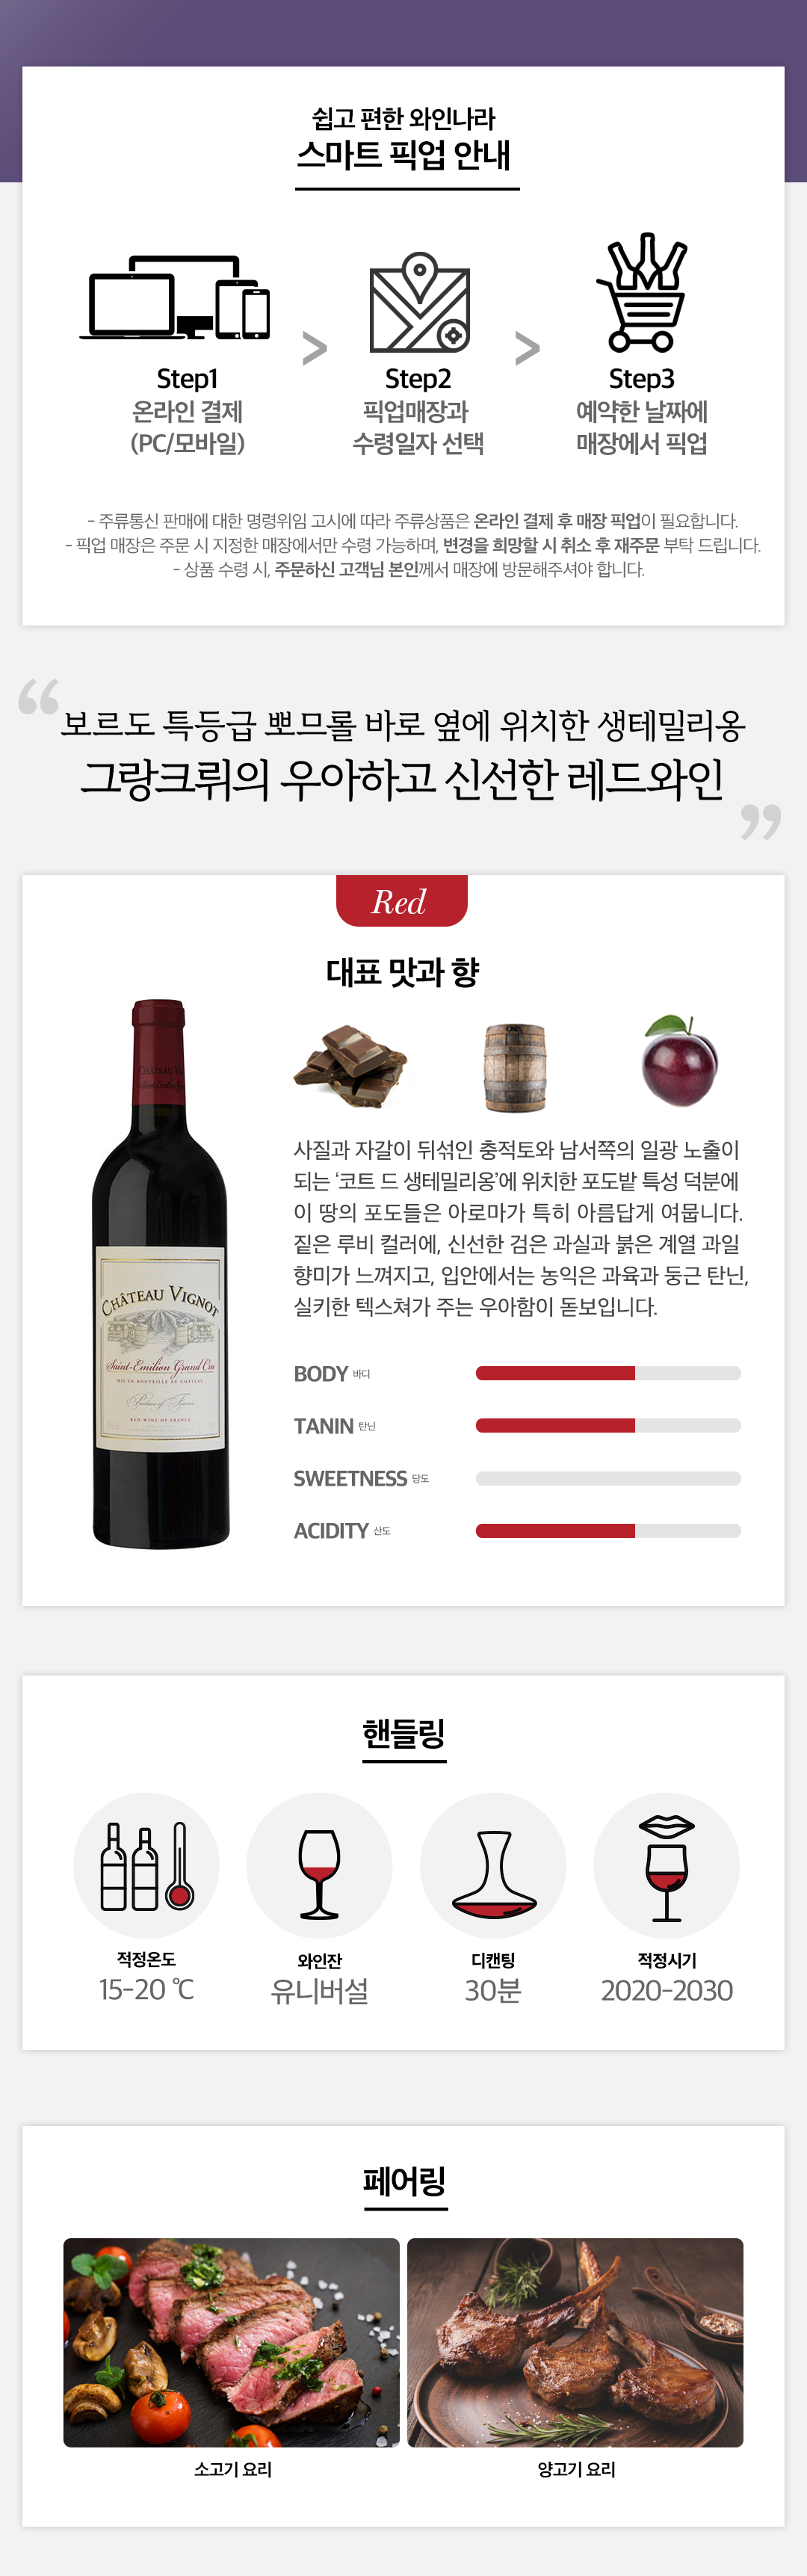 쉽고 편한 와인나라
스마트 픽업 안내
Step1
온라인 결제
(PC/모바일)
>
Step2
픽업매장과
수령일자 선택
>
Step3
예약한 날짜에
매장에서 픽업
- 주류통신 판매에 대한 명령위임 고시에 따라 주류상품은 온라인 결제 후 매장 픽업이 필요합니다.
- 픽업 매장은 주문 시 지정한 매장에서만 수령 가능하며, 변경을 희망할 시 취소 후 재주문 부탁 드립니다.
- 상품 수령 시, 주문하신 고객님 본인께서 매장에 방문해주셔야 합니다.
“보르도 특등급 뽀므롤 바로 옆에 위치한 생테밀리옹
그랑크뤼의 우아하고 신선한 레드와인”
Red
대표 맛과 향
사질과 자갈이 뒤섞인 충적토와 남서쪽의 일광 노출이
되는 ‘코트 드 생테밀리옹’에 위치한 포도밭 특성 덕분에
이 땅의 포도들은 아로마가 특히 아름답게 여뭅니다.
짙은 루비 컬러에, 신선한 검은 과실과 붉은 계열 과일
향미가 느껴지고, 입안에서는 농익은 과육과 둥근 탄닌,
실키한 텍스쳐가 주는 우아함이 돋보입니다.
CHÂTEAU VIGNOT
Saint-Emilion Grand Cru
MIS EN BOUTEILLE AU CHATEAU
Produce of France
RED WINE OF FRANCE
BODY 바디
TANIN 탄닌
SWEETNESS 당도
ACIDITY 산도
핸들링
적정온도
15-20 ℃
와인잔
유니버설
디캔팅
30분
적정시기
2020-2030
페어링
소고기 요리
양고기 요리